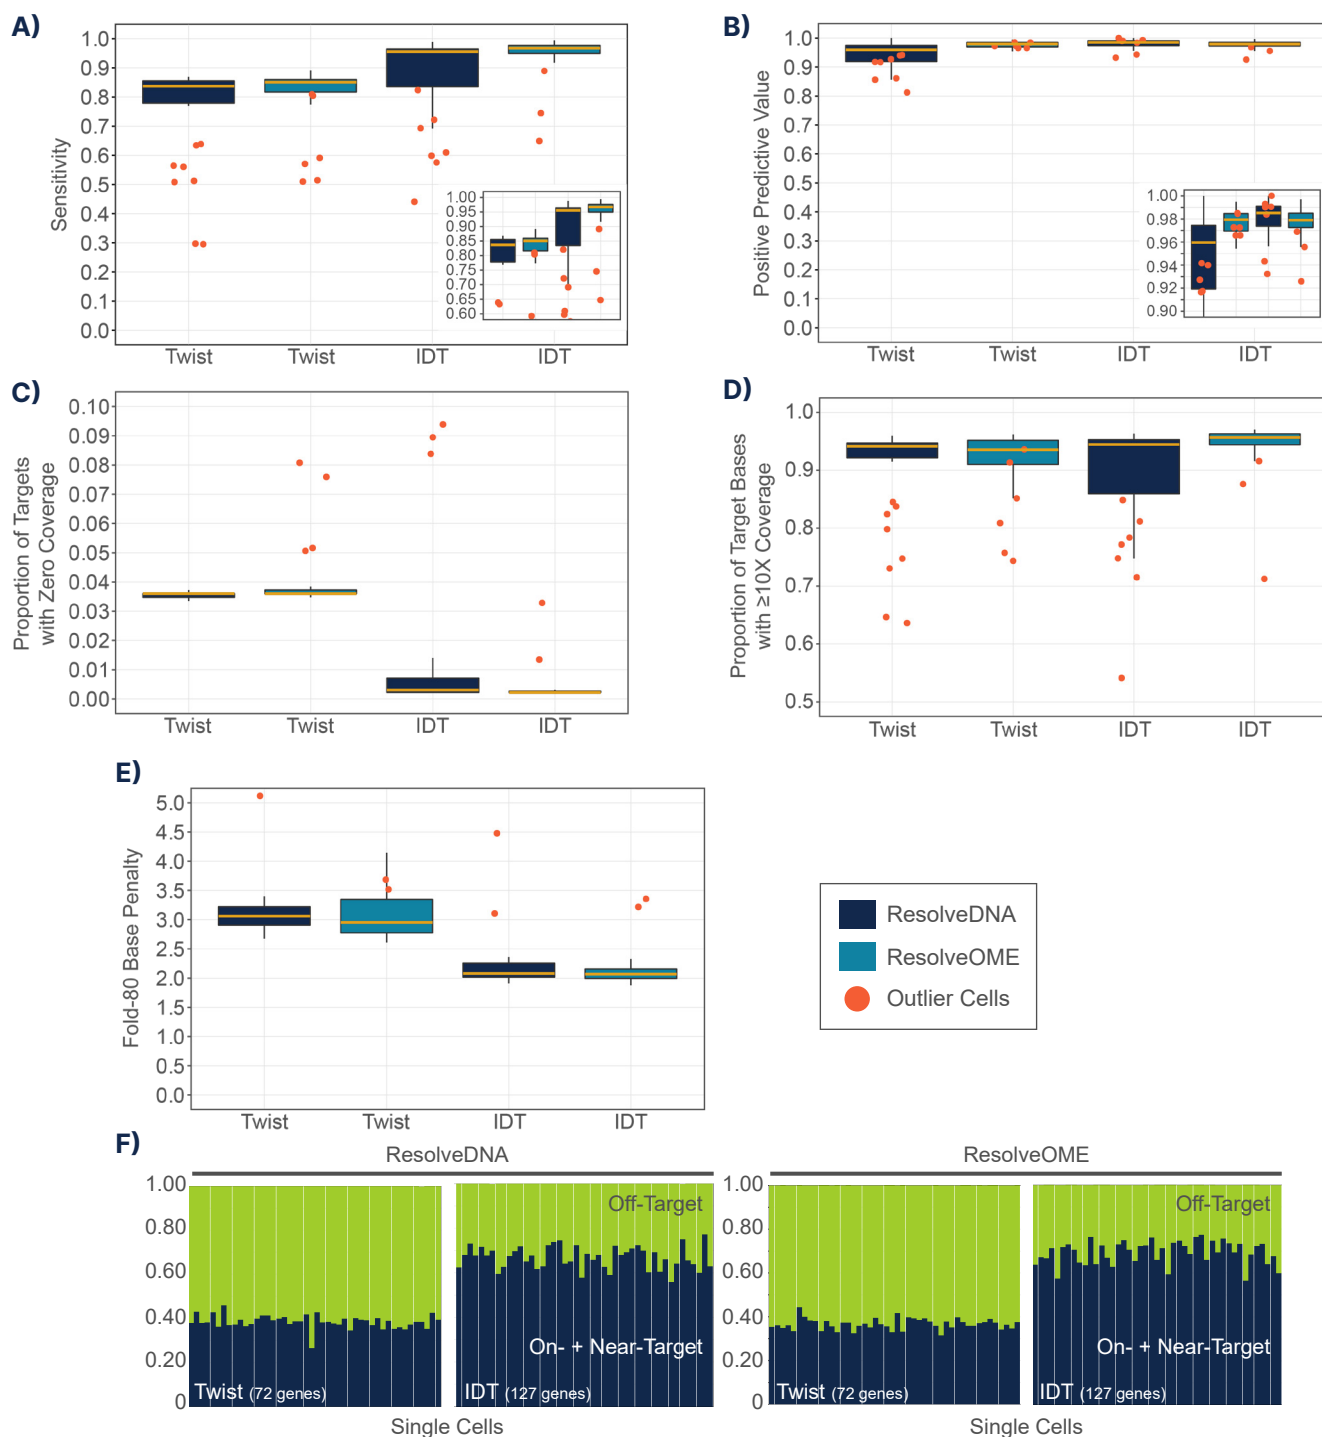 A)
Sensitivity
1.0
0.9
0.8
0.7
0.6
0.5
0.4
0.3
0.2
0.1
0.0
1.00
0.95
0.90
0.85
0.80
0.75
0.70
0.65
0.60
Twist Twist IDT IDT
B)
Positive Predictive Value
1.0
0.9
0.8
0.7
0.6
0.5
0.4
0.3
0.2
0.1
0.0
1.00
0.98
0.96
0.94
0.92
0.90
Twist Twist IDT IDT
C)
Proportion of Targets
with Zero Coverage
0.10
0.09
0.08
0.07
0.06
0.05
0.04
0.03
0.02
0.01
0.00
Twist Twist IDT IDT
D)
Proportion of Target Bases
with ≥10X Coverage
1.0
0.9
0.8
0.7
0.6
0.5
Twist Twist IDT IDT
E)
Fold-80 Base Penalty
5.0
4.5
4.0
3.5
3.0
2.5
2.0
1.5
1.0
0.5
0.0
Twist Twist IDT IDT
ResolveDNA
ResolveOME
Outlier Cells
F)
ResolveDNA
1.00
0.80
0.60
0.40
0.20
0
Off-Target
On- + Near-Target
Twist (72 genes)
IDT (127 genes)
Single Cells
ResolveOME
1.00
0.80
0.60
0.40
0.20
0
Off-Target
On- + Near-Target
Twist (72 genes)
IDT (127 genes)
Single Cells